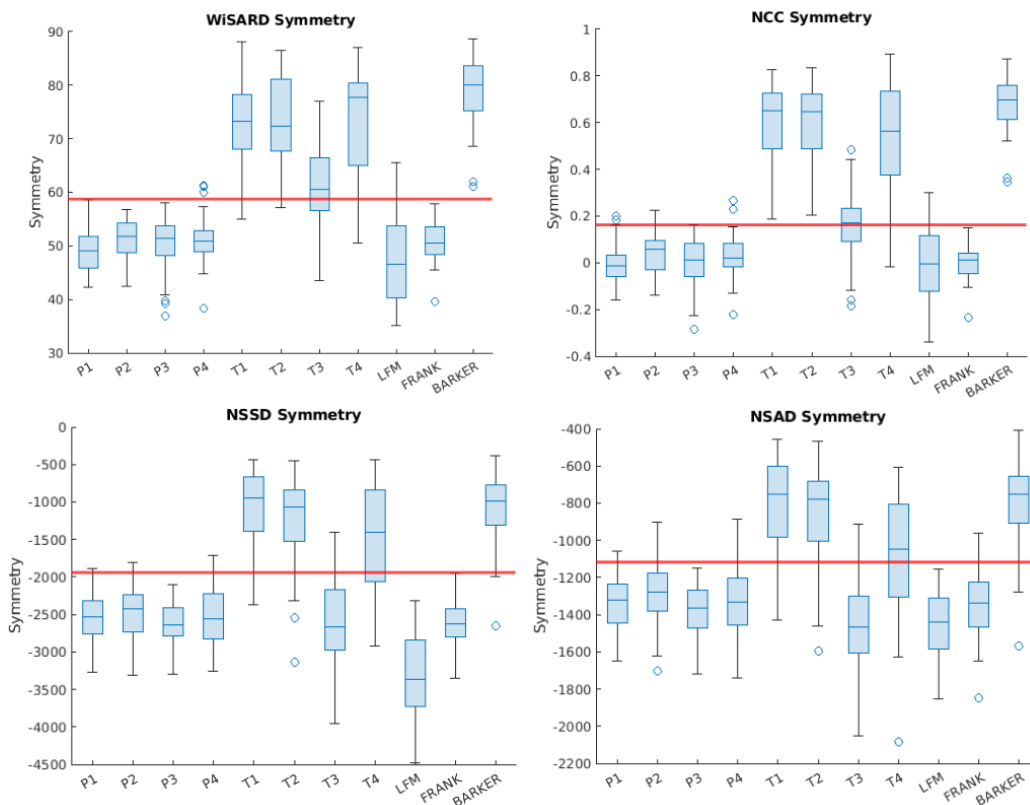 WiSARD Symmetry
90
80
70
60
50
40
30
Symmetry
P1 P2 P3 P4 T1 T2 T3 T4 LFM FRANK BARKER
NCC Symmetry
1
0.8
0.6
0.4
0.2
0
-0.2
-0.4
Symmetry
P1 P2 P3 P4 T1 T2 T3 T4 LFM FRANK BARKER
NSSD Symmetry
0
-500
-1000
-1500
-2000
-2500
-3000
-3500
-4000
-4500
Symmetry
P1 P2 P3 P4 T1 T2 T3 T4 LFM FRANK BARKER
NSAD Symmetry
-400
-600
-800
-1000
-1200
-1400
-1600
-1800
-2000
-2200
Symmetry
P1 P2 P3 P4 T1 T2 T3 T4 LFM FRANK BARKER